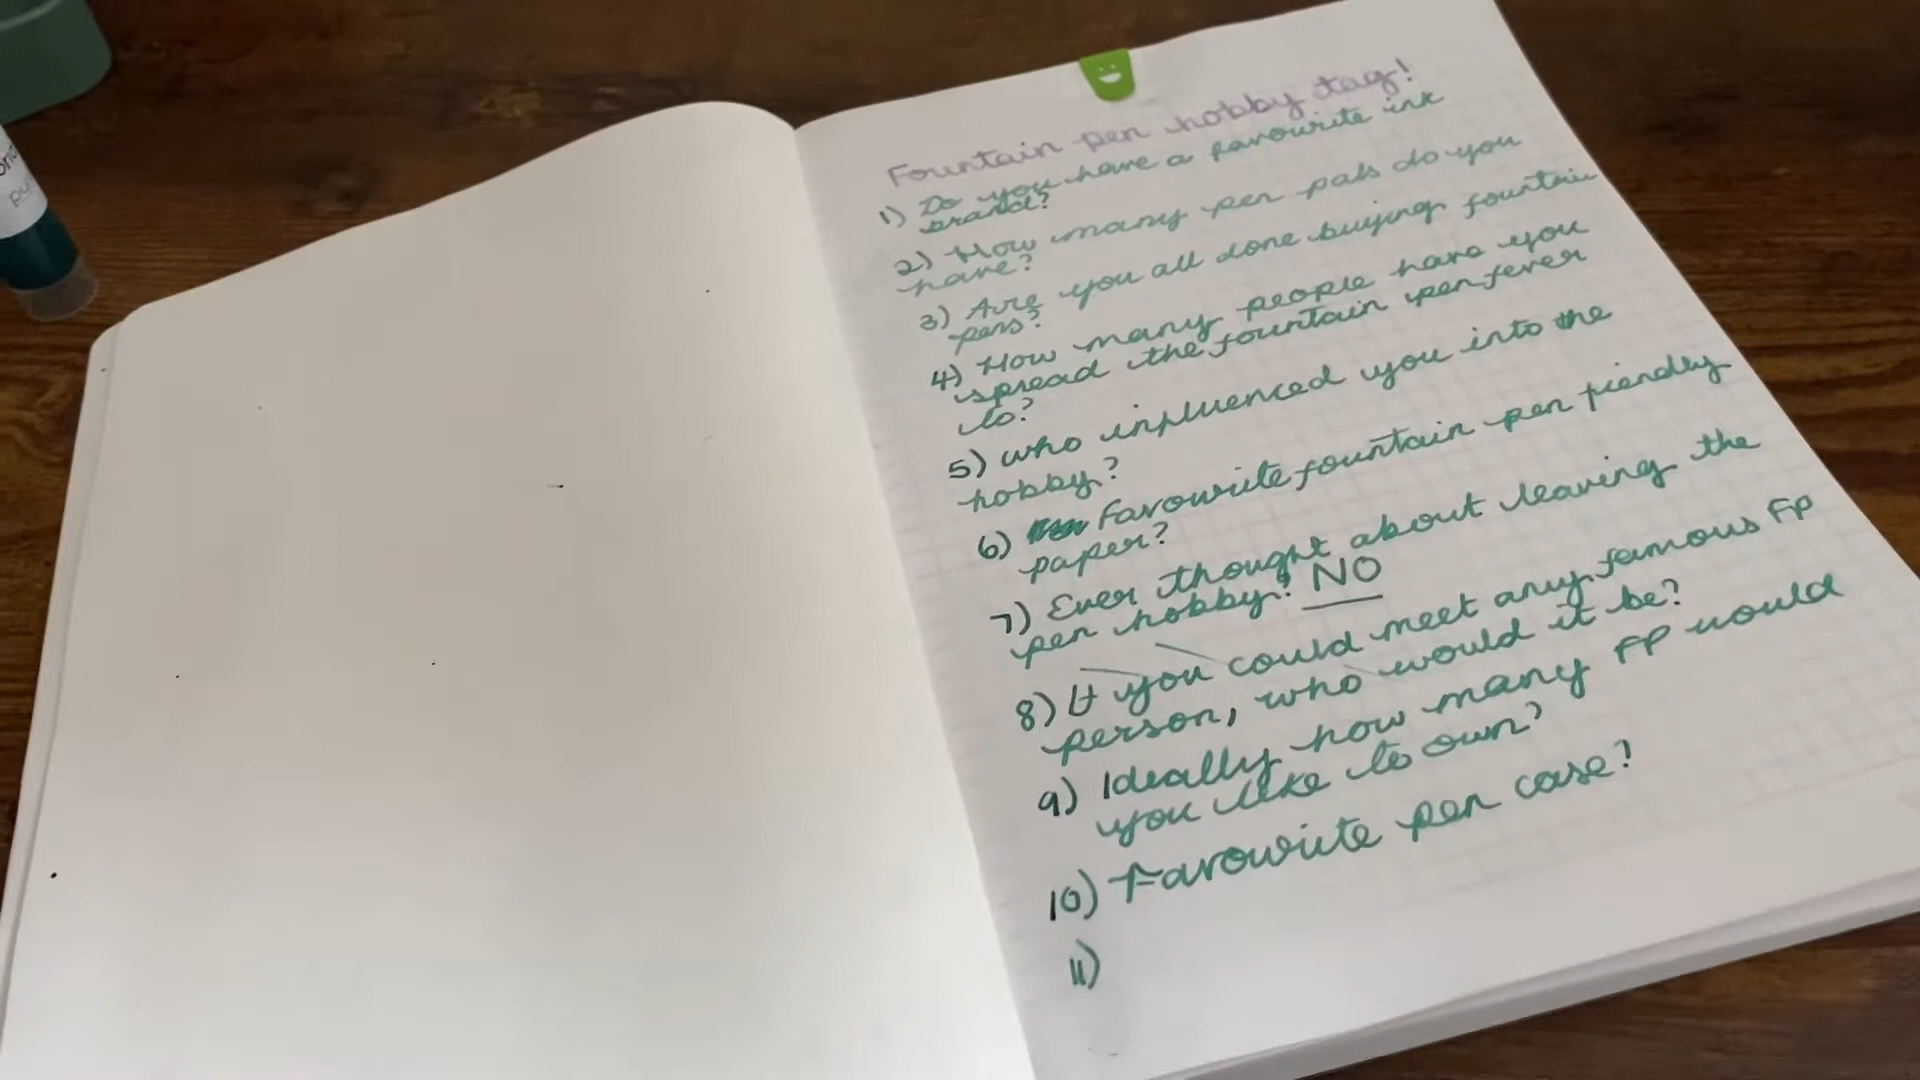 Fountain pen hobby tag!
1) Do you have a favourite ink
brand?
2) How many pen pals do you
have?
3) Are you all done buying fountain
pens?
4) How many people have you
spread the fountain pen fever
to?
5) who influenced you into the
hobby?
6) Favourite fountain pen friendly
paper?
7) Ever thought about leaving the
pen hobby? NO
8) If you could meet any famous FP
person, who would it be?
9) Ideally how many FP would
you like to own?
10) Favourite pen case?
11)